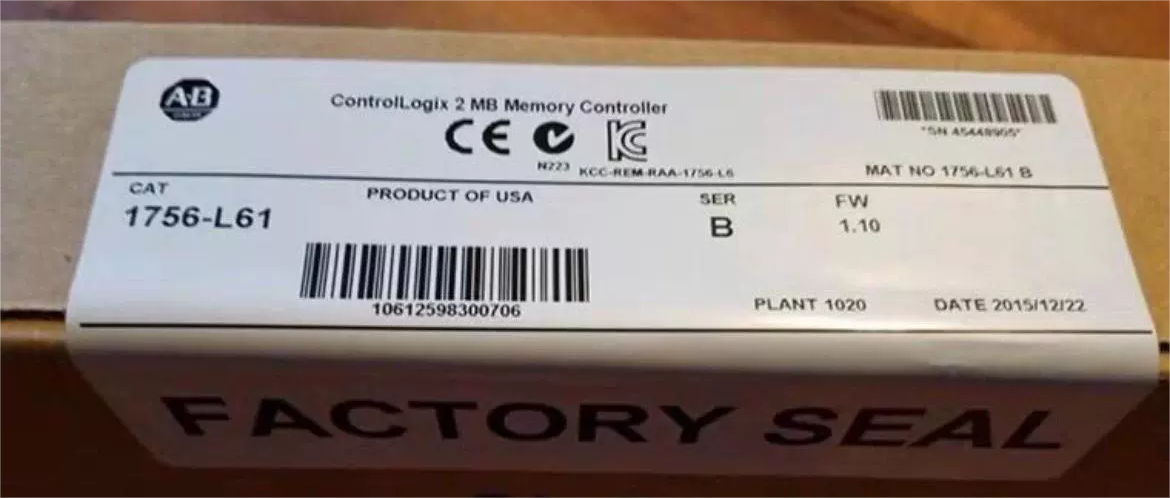 A-B
ControlLogix 2 MB Memory Controller
CE
KC
N223
KCC-REM-RAA-1756-L6
*SN 45448905*
MAT NO 1756-L61 B
CAT
1756-L61
PRODUCT OF USA
10612598300706
SER
B
FW
1.10
PLANT 1020
DATE 2015/12/22
FACTORY SEAL